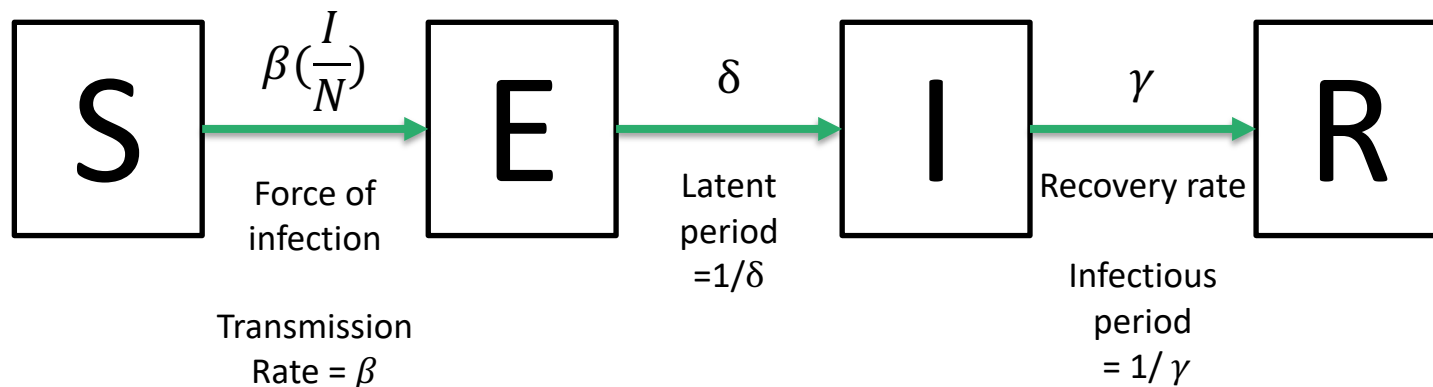 S
β(I/N)
Force of
infection
Transmission
Rate = β
E
δ
Latent
period
=1/δ
I
γ
Recovery rate
Infectious
period
= 1/ γ
R